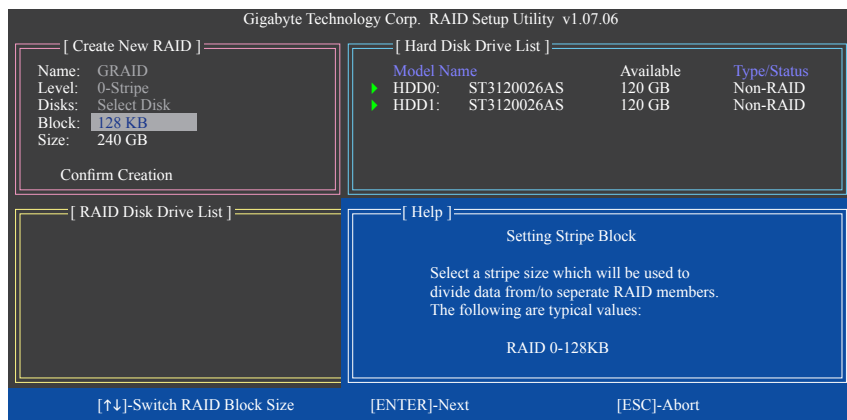 Gigabyte Technology Corp. RAID Setup Utility v1.07.06
[ Create New RAID ]
Name: GRAID
Level: 0-Stripe
Disks: Select Disk
Block: 128 KB
Size: 240 GB
Confirm Creation
[ Hard Disk Drive List ]
Model Name Available Type/Status
HDD0: ST3120026AS 120 GB Non-RAID
HDD1: ST3120026AS 120 GB Non-RAID
[ RAID Disk Drive List ]
[ Help ]
Setting Stripe Block
Select a stripe size which will be used to
divide data from/to seperate RAID members.
The following are typical values:
RAID 0-128KB
[↑↓]-Switch RAID Block Size [ENTER]-Next [ESC]-Abort